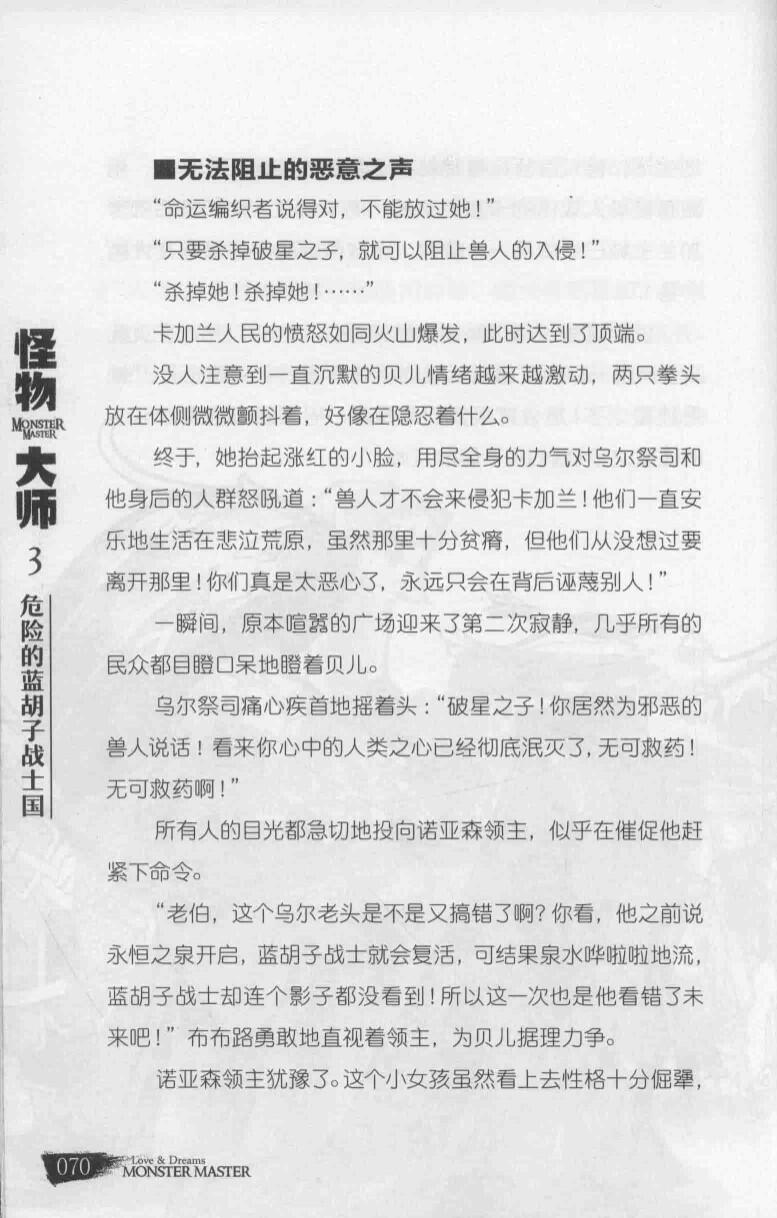 ■无法阻止的恶意之声
“命运编织者说得对，不能放过她！”
“只要杀掉破星之子，就可以阻止兽人的入侵！”
“杀掉她！杀掉她！……”
卡加兰人民的愤怒如同火山爆发，此时达到了顶端。
没人注意到一直沉默的贝儿情绪越来越激动，两只拳头
放在体侧微微颤抖着，好像在隐忍着什么。
终于，她抬起涨红的小脸，用尽全身的力气对乌尔祭司和
他身后的人群怒吼道：“兽人才不会来侵犯卡加兰！他们一直安
乐地生活在悲泣荒原，虽然那里十分贫瘠，但他们从没想过要
离开那里！你们真是太恶心了，永远只会在背后诬蔑别人！”
一瞬间，原本喧嚣的广场迎来了第二次寂静，几乎所有的
民众都目瞪口呆地瞪着贝儿。
乌尔祭司痛心疾首地摇着头：“破星之子！你居然为邪恶的
兽人说话！看来你心中的人类之心已经彻底泯灭了，无可救药！
无可救药啊！”
所有人的目光都急切地投向诺亚森领主，似乎在催促他赶
紧下命令。
“老伯，这个乌尔老头是不是又搞错了啊？你看，他之前说
永恒之泉开启，蓝胡子战士就会复活，可结果泉水哗啦啦地流，
蓝胡子战士却连个影子都没看到！所以这一次也是他看错了未
来吧！”布布路勇敢地直视着领主，为贝儿据理力争。
诺亚森领主犹豫了。这个小女孩虽然看上去性格十分倔犟，
怪物
MONSTER
MASTER
大师
3
危险的蓝胡子战士国
070
Love & Dreams
MONSTER MASTER